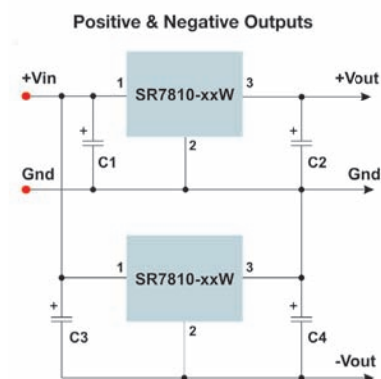 Positive & Negative Outputs
+Vin
1
SR7810-xxW
3
+Vout
+
C1
2
+
C2
Gnd
Gnd
1
SR7810-xxW
3
+
C3
2
+
C4
-Vout